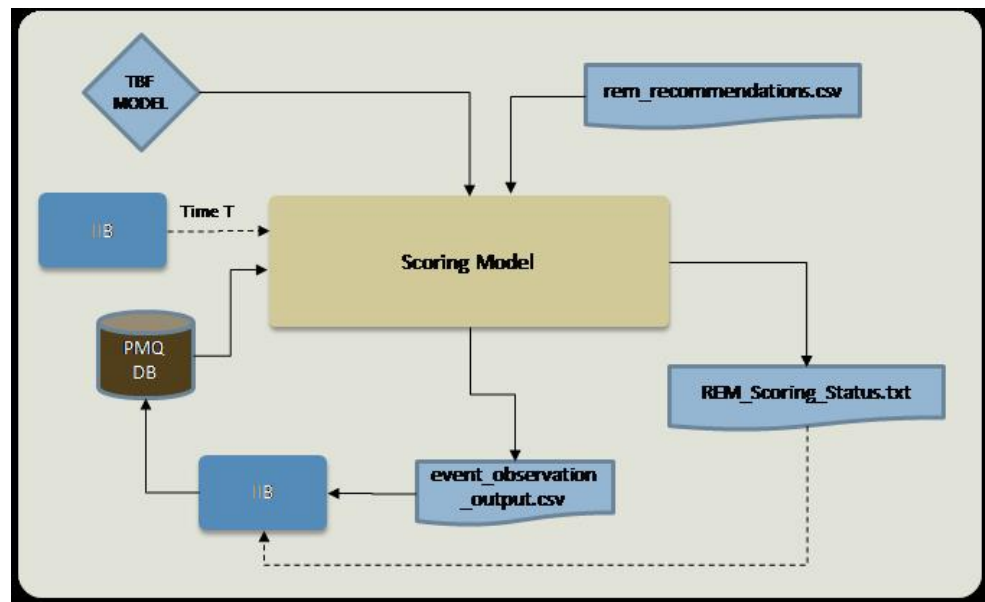 TBF
MODEL
rem_recommendations.csv
IIB
Time T
Scoring Model
PMQ
DB
REM_Scoring_Status.txt
event_observation
_output.csv
IIB